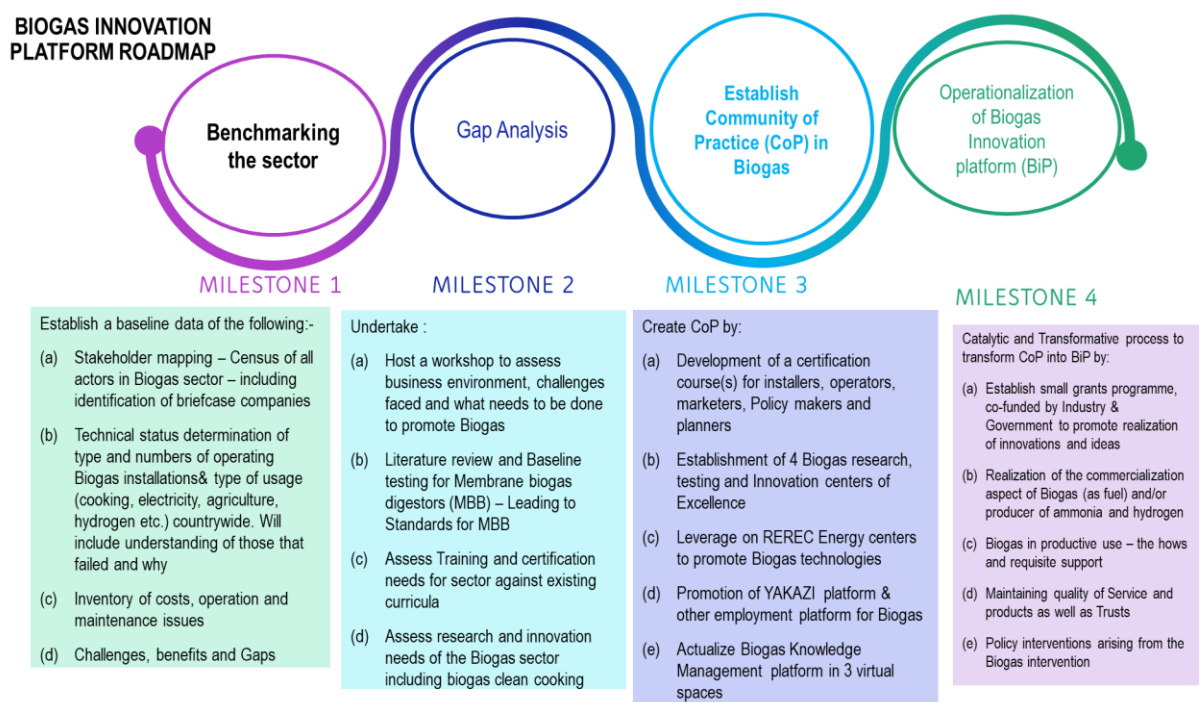 BIOGAS INNOVATION
PLATFORM ROADMAP
Benchmarking
the sector
Gap Analysis
Establish
Community of
Practice (CoP) in
Biogas
Operationalization
of Biogas
Innovation
platform (BiP)
MILESTONE 1
Establish a baseline data of the following:-
(a) Stakeholder mapping – Census of all
actors in Biogas sector – including
identification of briefcase companies
(b) Technical status determination of
type and numbers of operating
Biogas installations& type of usage
(cooking, electricity, agriculture,
hydrogen etc.) countrywide. Will
include understanding of those that
failed and why
(c) Inventory of costs, operation and
maintenance issues
(d) Challenges, benefits and Gaps
MILESTONE 2
Undertake :
(a) Host a workshop to assess
business environment, challenges
faced and what needs to be done
to promote Biogas
(b) Literature review and Baseline
testing for Membrane biogas
digestors (MBB) – Leading to
Standards for MBB
(c) Assess Training and certification
needs for sector against existing
curricula
(d) Assess research and innovation
needs of the Biogas sector
including biogas clean cooking
MILESTONE 3
Create CoP by:
(a) Development of a certification
course(s) for installers, operators,
marketers, Policy makers and
planners
(b) Establishment of 4 Biogas research,
testing and Innovation centers of
Excellence
(c) Leverage on REREC Energy centers
to promote Biogas technologies
(d) Promotion of YAKAZI platform &
other employment platform for Biogas
(e) Actualize Biogas Knowledge
Management platform in 3 virtual
spaces
MILESTONE 4
Catalytic and Transformative process to
transform CoP into BiP by:
(a) Establish small grants programme,
co-funded by Industry &
Government to promote realization
of innovations and ideas
(b) Realization of the commercialization
aspect of Biogas (as fuel) and/or
producer of ammonia and hydrogen
(c) Biogas in productive use – the hows
and requisite support
(d) Maintaining quality of Service and
products as well as Trusts
(e) Policy interventions arising from the
Biogas intervention